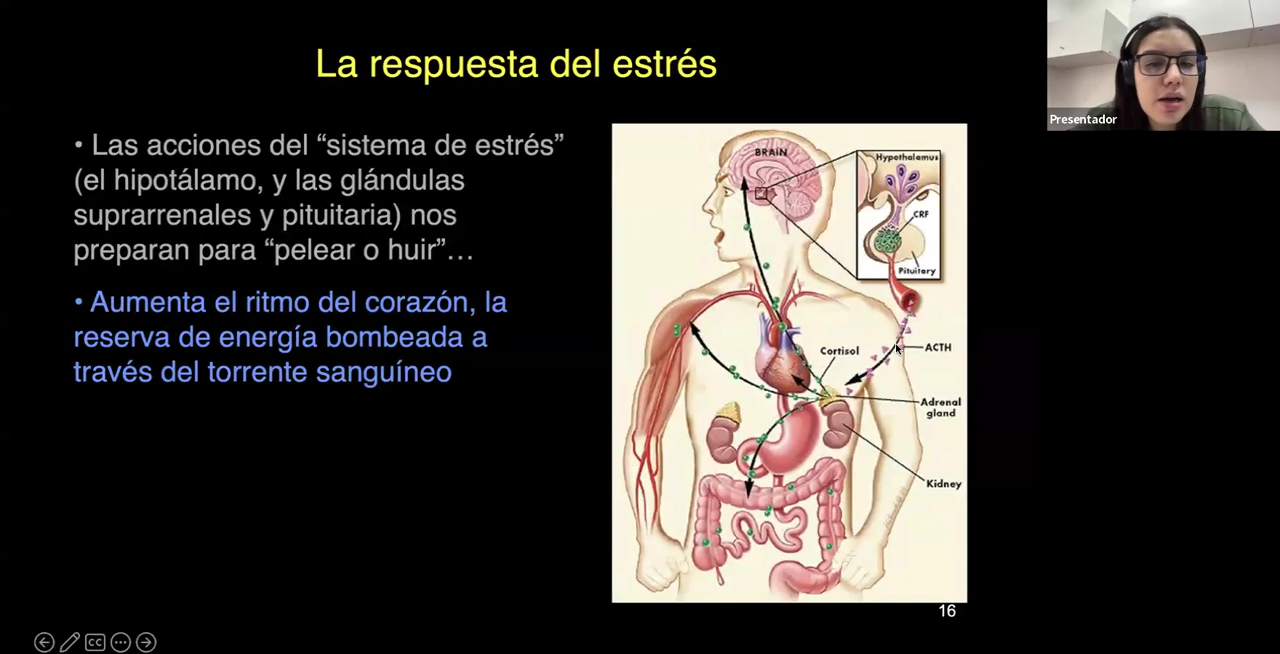 La respuesta del estrés
Presentador
• Las acciones del “sistema de estrés”
(el hipotálamo, y las glándulas
suprarrenales y pituitaria) nos
preparan para “pelear o huir”…
• Aumenta el ritmo del corazón, la
reserva de energía bombeada a
través del torrente sanguíneo
BRAIN
Hypothalamus
CRF
Pituitary
ACTH
Cortisol
Adrenal
gland
Kidney
16
CC